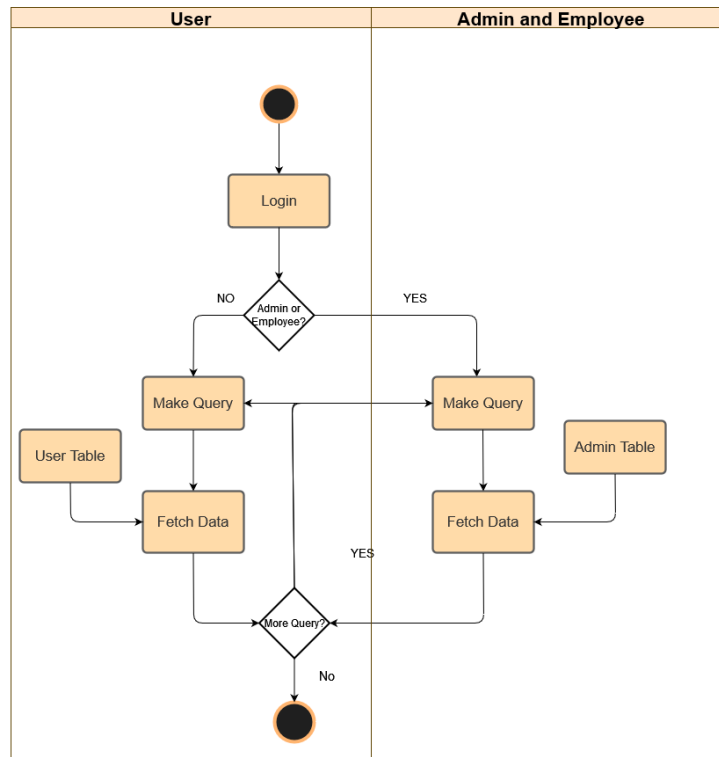 User
Admin and Employee
Login
NO
Admin or
Employee?
YES
Make Query
Make Query
User Table
Admin Table
Fetch Data
Fetch Data
YES
More Query?
No